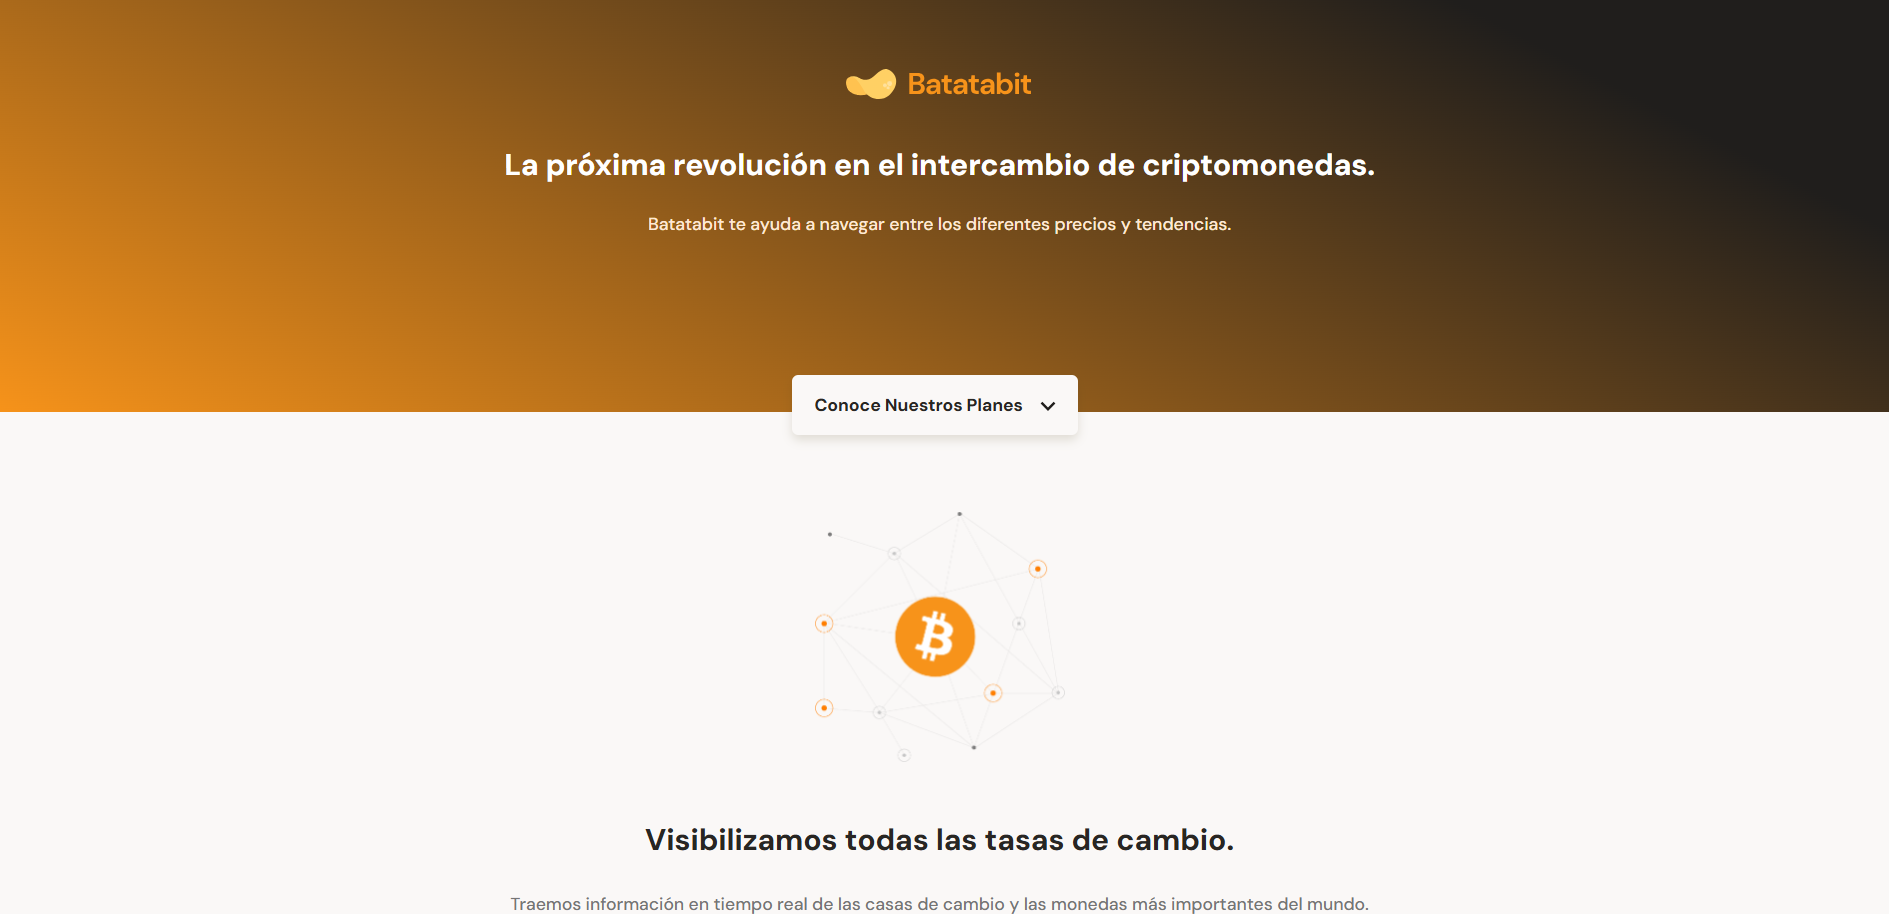 Batatabit
La próxima revolución en el intercambio de criptomonedas.
Batatabit te ayuda a navegar entre los diferentes precios y tendencias.
Conoce Nuestros Planes
Visibilizamos todas las tasas de cambio.
Traemos información en tiempo real de las casas de cambio y las monedas más importantes del mundo.